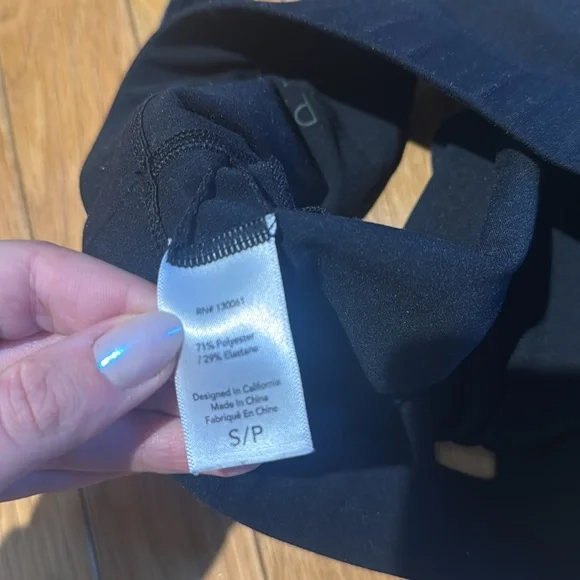 RN# 130061
71% Polyester
/ 29% Elastane
Designed in California
Made In China
Fabriqué En Chine
S/P